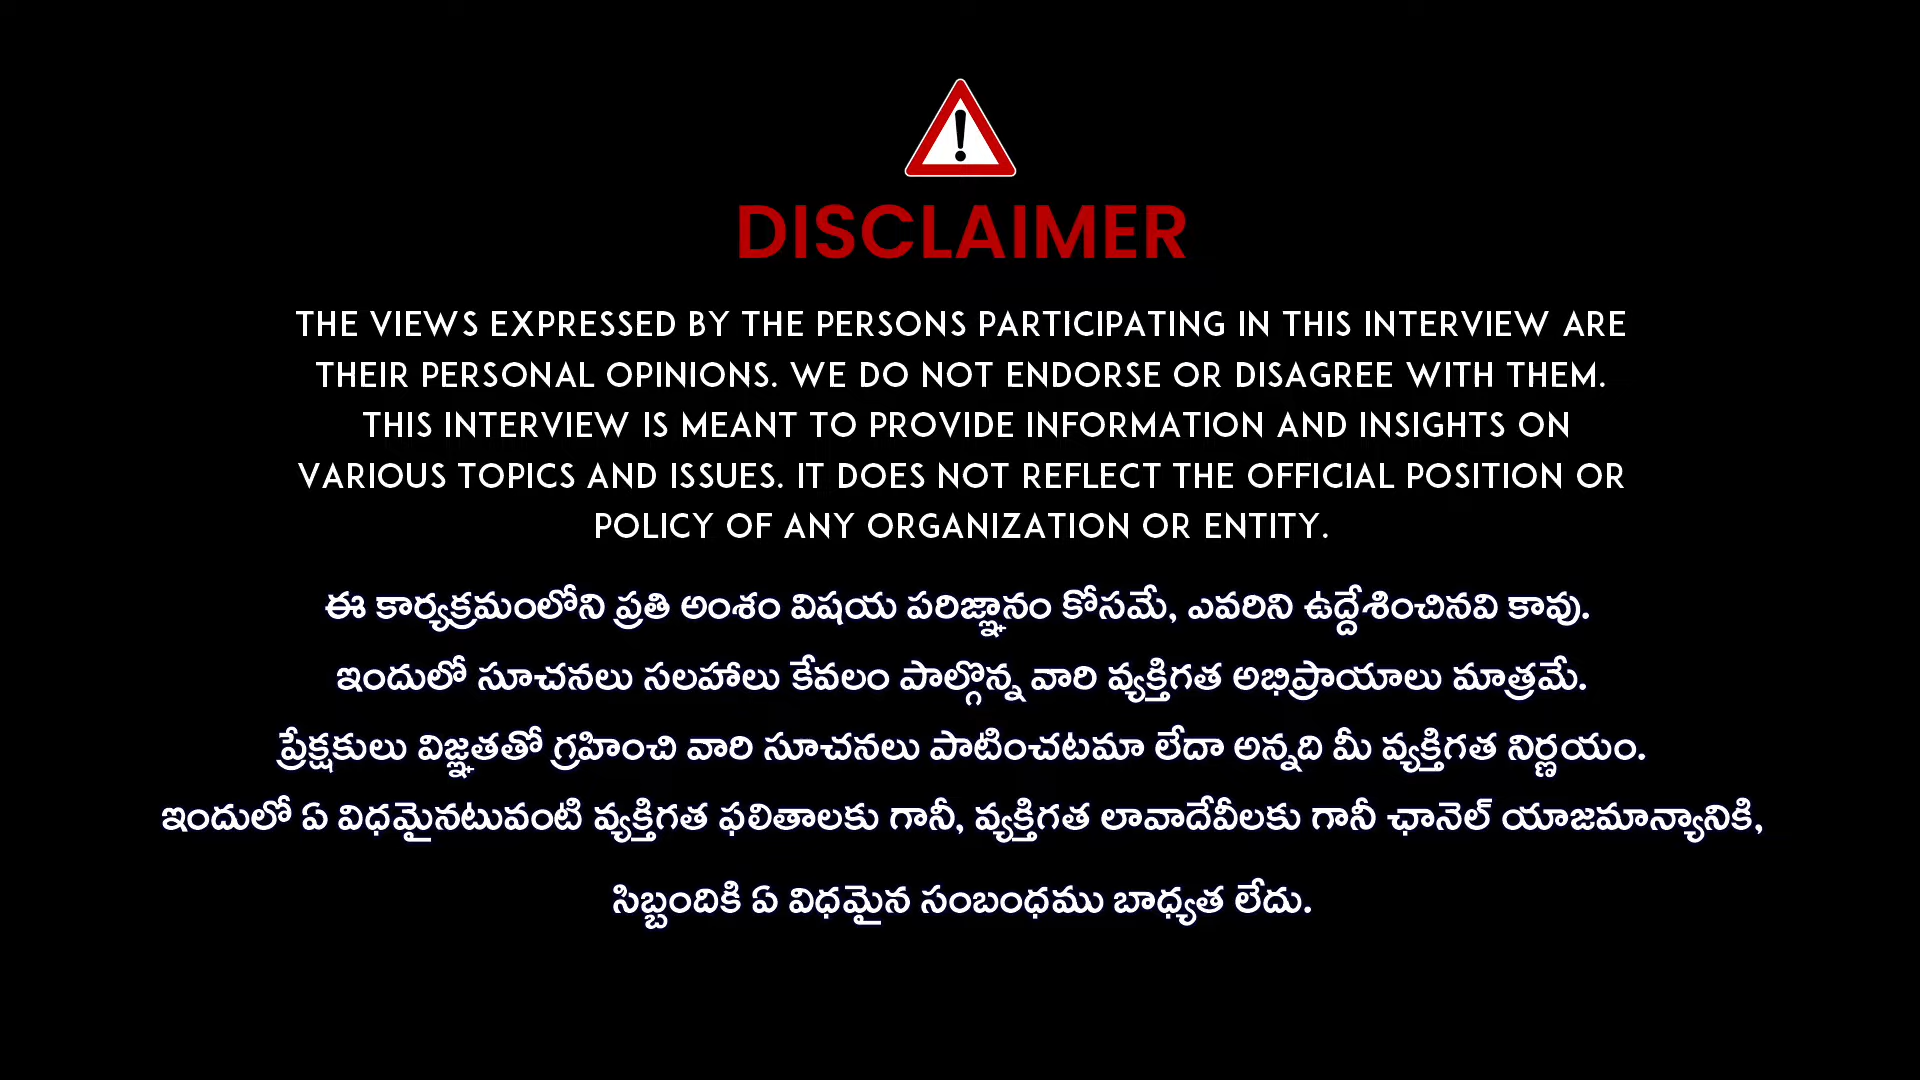 DISCLAIMER
THE VIEWS EXPRESSED BY THE PERSONS PARTICIPATING IN THIS INTERVIEW ARE
THEIR PERSONAL OPINIONS. WE DO NOT ENDORSE OR DISAGREE WITH THEM.
THIS INTERVIEW IS MEANT TO PROVIDE INFORMATION AND INSIGHTS ON
VARIOUS TOPICS AND ISSUES. IT DOES NOT REFLECT THE OFFICIAL POSITION OR
POLICY OF ANY ORGANIZATION OR ENTITY.
ఈ కార్యక్రమంలోని ప్రతి అంశం విషయ పరిజ్ఞానం కోసమే, ఎవరిని ఉద్దేశించినవి కావు.
ఇందులో సూచనలు సలహాలు కేవలం పాల్గొన్న వారి వ్యక్తిగత అభిప్రాయాలు మాత్రమే.
ప్రేక్షకులు విజ్ఞతతో గ్రహించి వారి సూచనలు పాటించటమా లేదా అన్నది మీ వ్యక్తిగత నిర్ణయం.
ఇందులో ఏ విధమైనటువంటి వ్యక్తిగత ఫలితాలకు గానీ, వ్యక్తిగత లావాదేవీలకు గానీ ఛానెల్ యాజమాన్యానికి,
సిబ్బందికి ఏ విధమైన సంబంధము బాధ్యత లేదు.